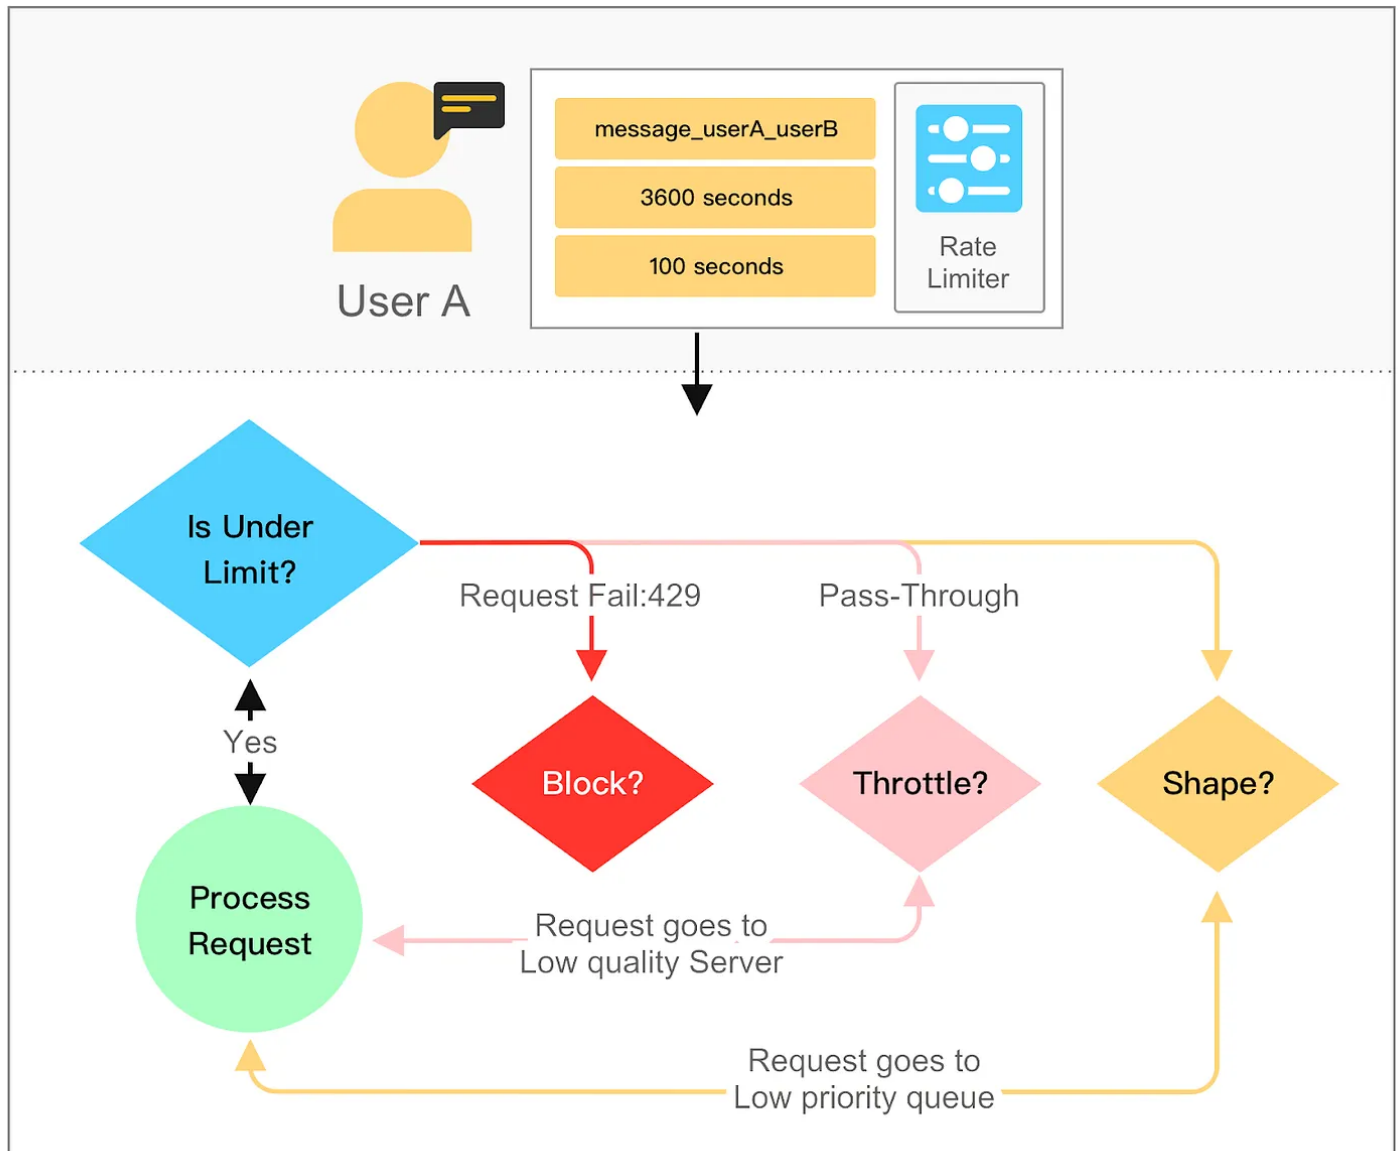 message_userA_userB
3600 seconds
100 seconds
Rate
Limiter
User A
Is Under
Limit?
Request Fail:429
Pass-Through
Yes
Block?
Throttle?
Shape?
Process
Request
Request goes to
Low quality Server
Request goes to
Low priority queue